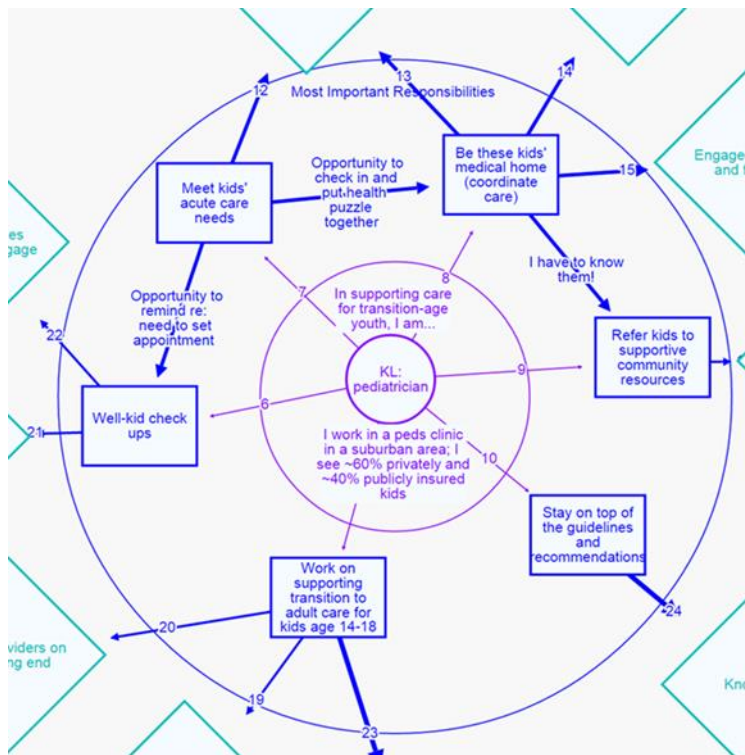 12
13
14
Most Important Responsibilities
Meet kids'
acute care
needs
Opportunity to
check in and
put health
puzzle
together
Be these kids'
medical home
(coordinate
care)
15
Engage
and f
es
gage
Opportunity to
remind re:
need to set
appointment
I have to know
them!
7
8
In supporting care
for transition-age
youth, I am...
22
Refer kids to
supportive
community
resources
KL:
pediatrician
9
6
Well-kid check
ups
21
I work in a peds clinic
in a suburban area; I
see ~60% privately and
~40% publicly insured
kids
10
Stay on top of
the guidelines
and
recommendations
Work on
supporting
transition to
adult care for
kids age 14-18
24
20
viders on
ng end
19
23
Kno